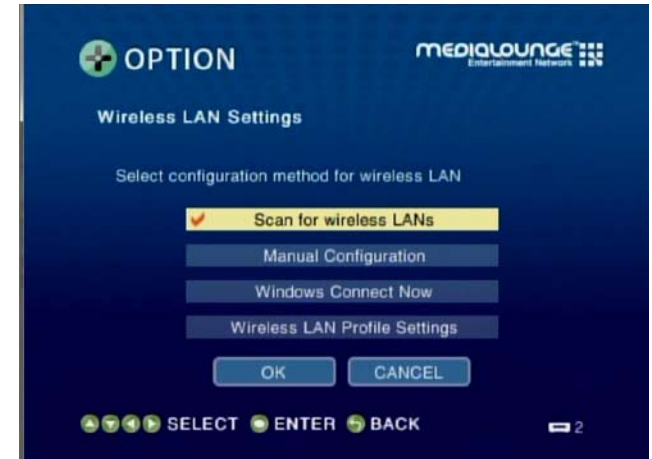 OPTION
MEDIALOUNGE
Entertainment Network
Wireless LAN Settings
Select configuration method for wireless LAN
Scan for wireless LANs
Manual Configuration
Windows Connect Now
Wireless LAN Profile Settings
OK CANCEL
SELECT ENTER BACK 2